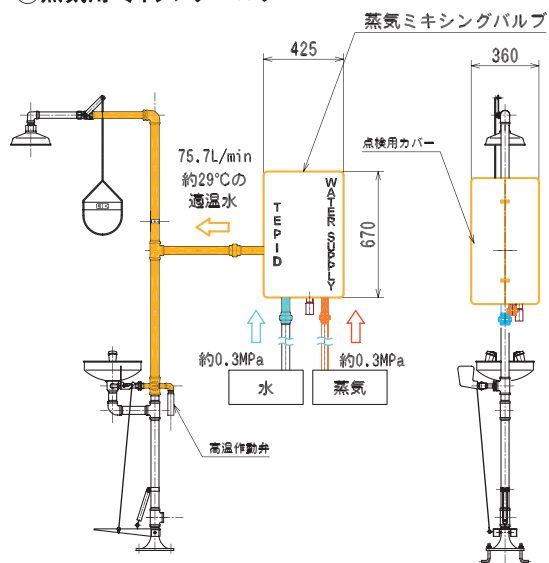 蒸気ミキシングバルブ
425
360
点検用カバー
75.7L/min
約29℃の
適温水
TEPID
WATER SUPPLY
670
約0.3MPa
約0.3MPa
水
蒸気
高温作動弁